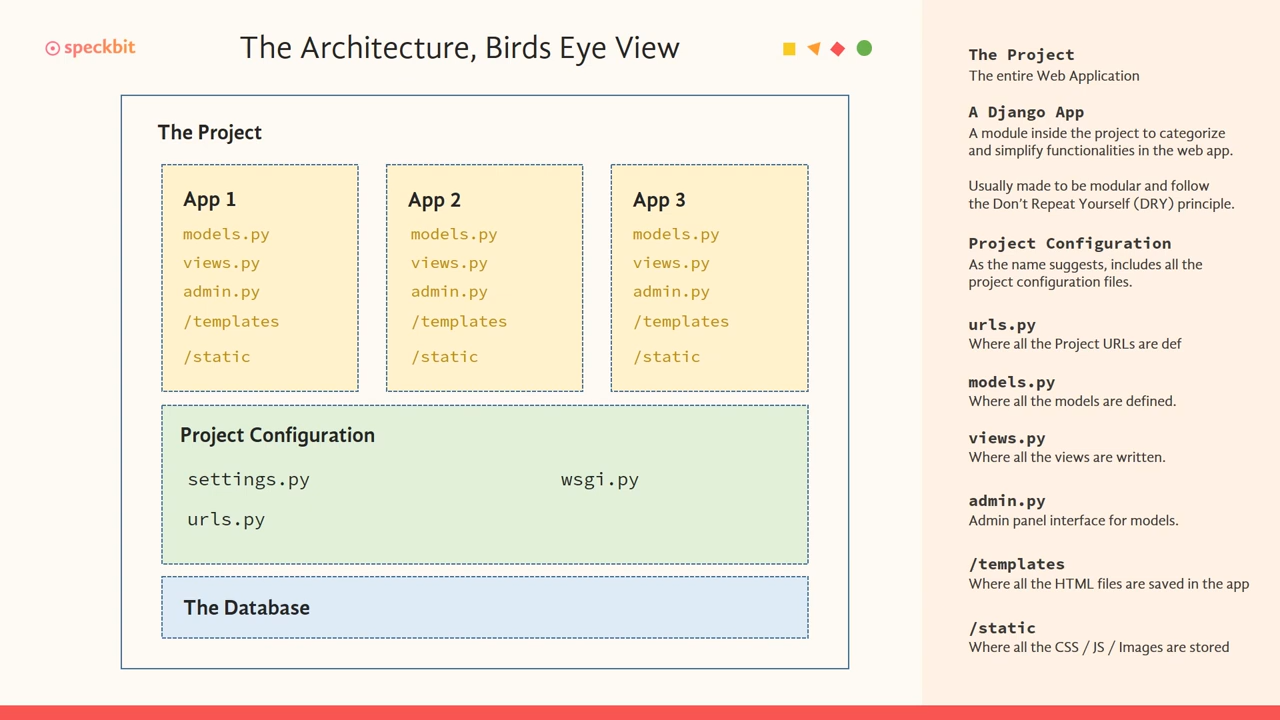 speckbit
The Architecture, Birds Eye View
The Project
App 1
models.py
views.py
admin.py
/templates
/static
App 2
models.py
views.py
admin.py
/templates
/static
App 3
models.py
views.py
admin.py
/templates
/static
Project Configuration
settings.py
wsgi.py
urls.py
The Database
The Project
The entire Web Application
A Django App
A module inside the project to categorize
and simplify functionalities in the web app.
Usually made to be modular and follow
the Don't Repeat Yourself (DRY) principle.
Project Configuration
As the name suggests, includes all the
project configuration files.
urls.py
Where all the Project URLs are def
models.py
Where all the models are defined.
views.py
Where all the views are written.
admin.py
Admin panel interface for models.
/templates
Where all the HTML files are saved in the app
/static
Where all the CSS / JS / Images are stored